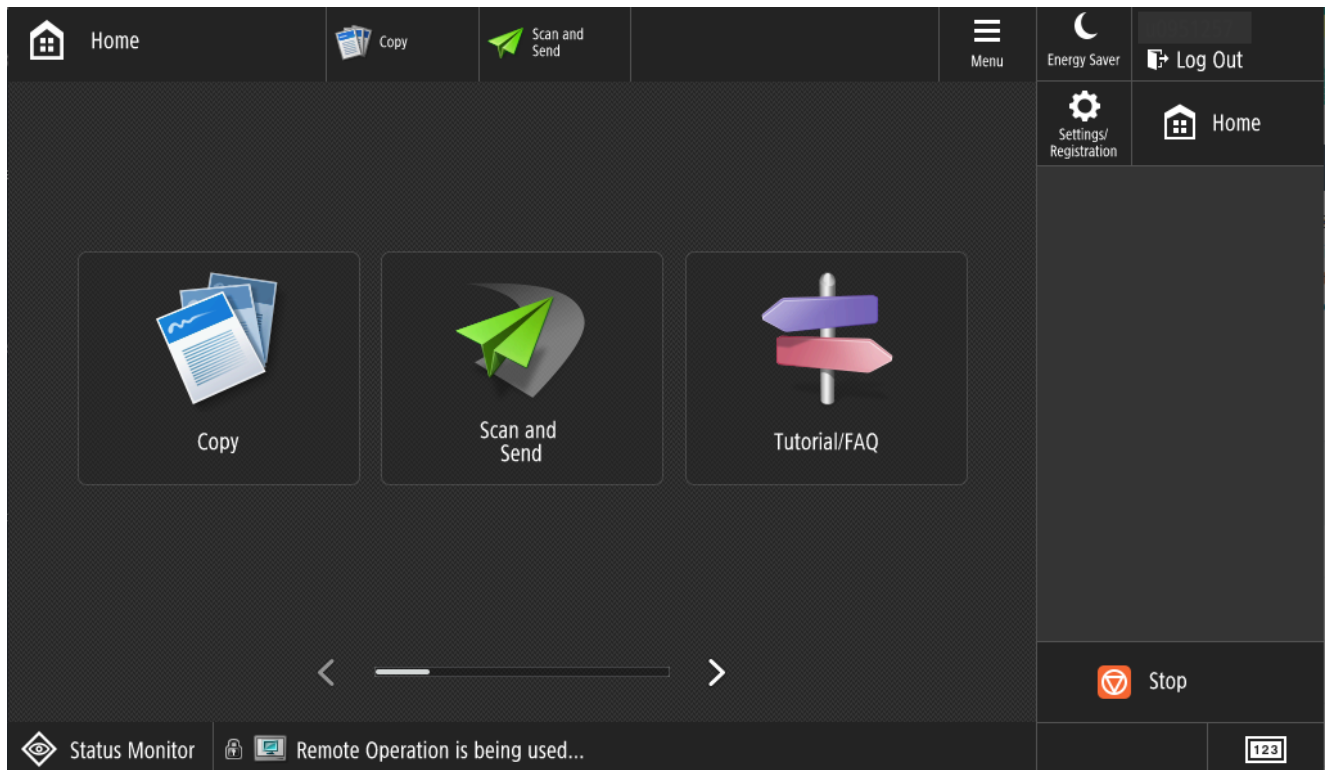 Home
Copy
Scan and
Send
Menu
Energy Saver
Log Out
Settings/
Registration
Home
Copy
Scan and
Send
Tutorial/FAQ
Stop
Status Monitor
Remote Operation is being used...
123